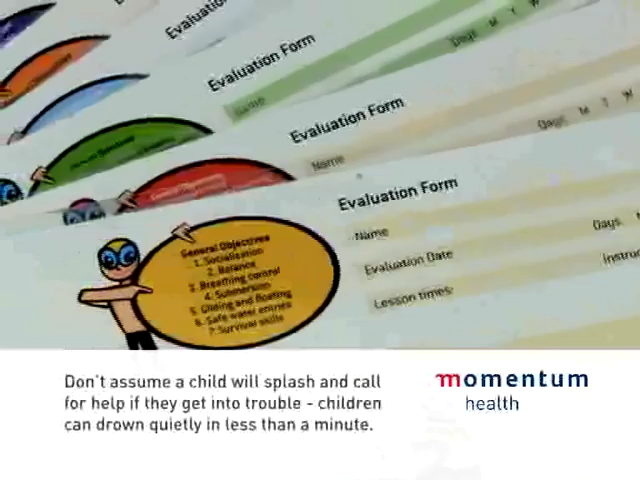 Evaluation Form
Evaluation Form
Name
Days M T W
Evaluation Form
Name
Days M T W
Evaluation Form
Name
Days
Evaluation Date
Lesson times:
General Objectives
1. Socialisation
2. Balance
3. Breathing control
4. Submersion
5. Gliding and floating
6. Safe water entries
7. Survival skills
Don't assume a child will splash and call
for help if they get into trouble - children
can drown quietly in less than a minute.
momentum
health